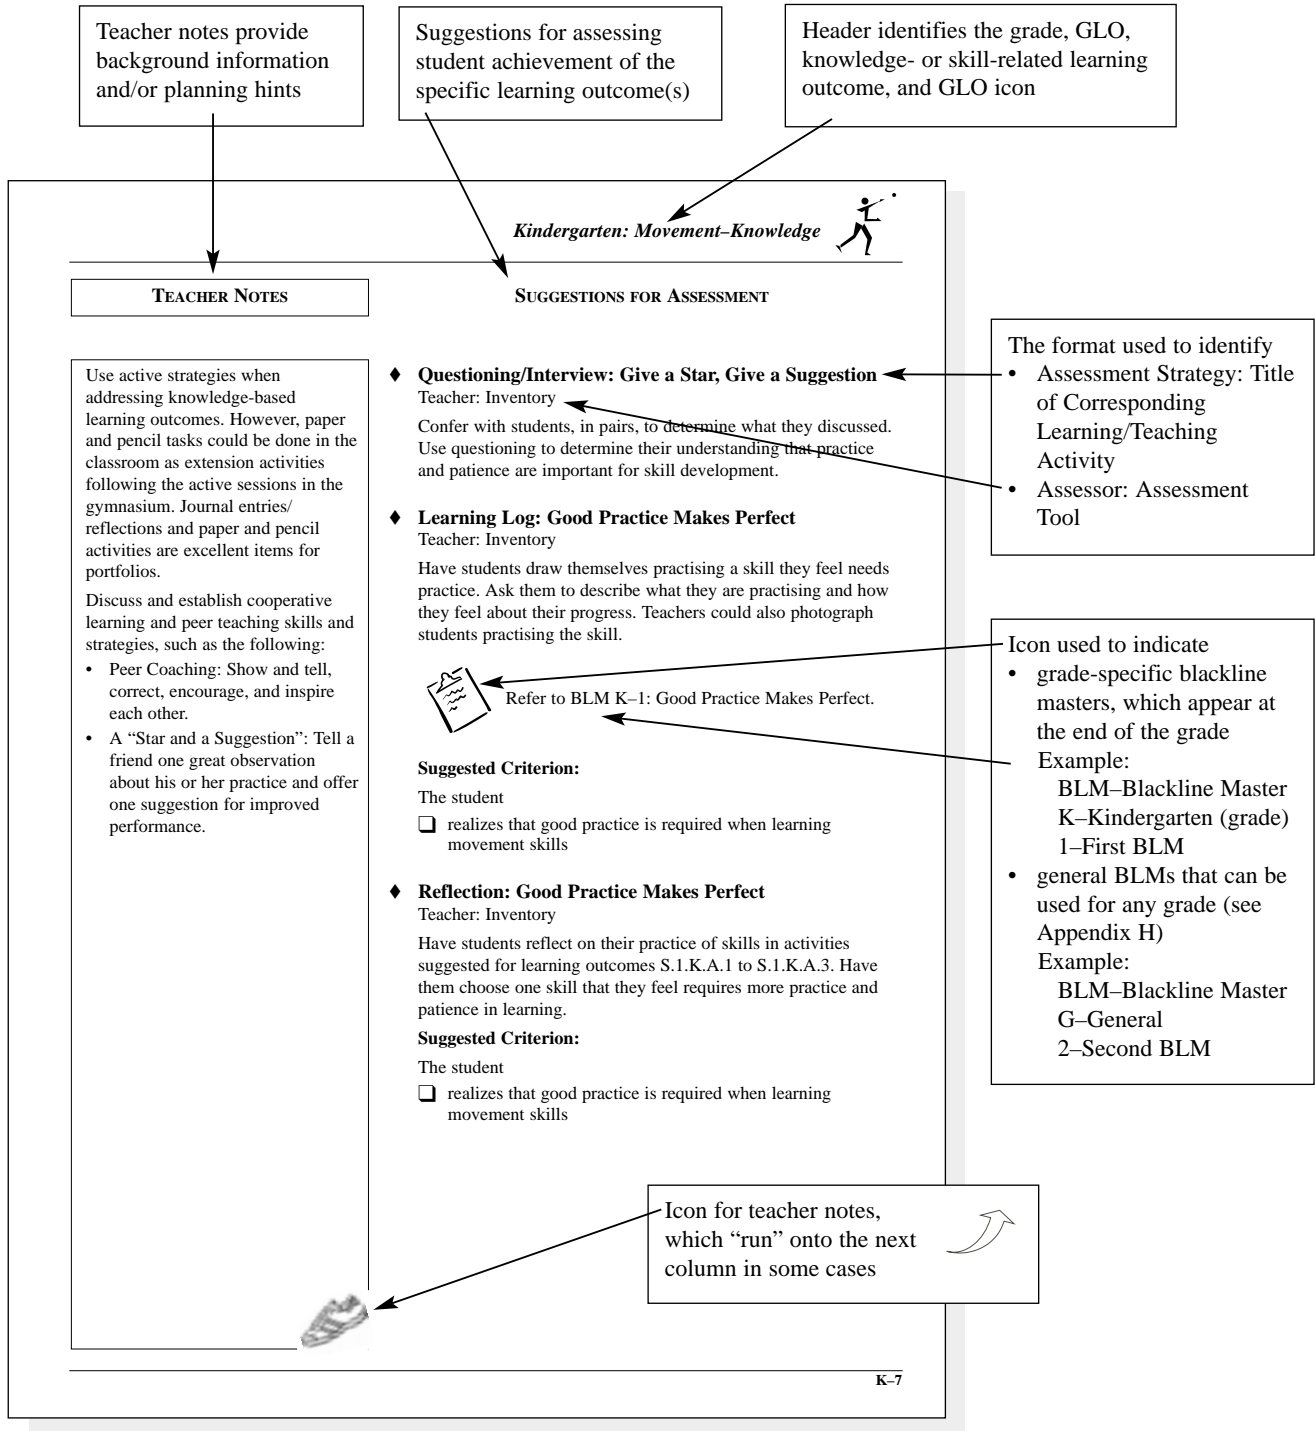 Teacher notes provide
background information
and/or planning hints
Suggestions for assessing
student achievement of the
specific learning outcome(s)
Header identifies the grade, GLO,
knowledge- or skill-related learning
outcome, and GLO icon
Kindergarten: Movement–Knowledge
TEACHER NOTES
SUGGESTIONS FOR ASSESSMENT
Use active strategies when
addressing knowledge-based
learning outcomes. However, paper
and pencil tasks could be done in the
classroom as extension activities
following the active sessions in the
gymnasium. Journal entries/
reflections and paper and pencil
activities are excellent items for
portfolios.
Discuss and establish cooperative
learning and peer teaching skills and
strategies, such as the following:
• Peer Coaching: Show and tell,
correct, encourage, and inspire
each other.
• A “Star and a Suggestion”: Tell a
friend one great observation
about his or her practice and offer
one suggestion for improved
performance.
♦ Questioning/Interview: Give a Star, Give a Suggestion
Teacher: Inventory
Confer with students, in pairs, to determine what they discussed.
Use questioning to determine their understanding that practice
and patience are important for skill development.
♦ Learning Log: Good Practice Makes Perfect
Teacher: Inventory
Have students draw themselves practising a skill they feel needs
practice. Ask them to describe what they are practising and how
they feel about their progress. Teachers could also photograph
students practising the skill.
Refer to BLM K–1: Good Practice Makes Perfect.
Suggested Criterion:
The student
❏ realizes that good practice is required when learning
movement skills
♦ Reflection: Good Practice Makes Perfect
Teacher: Inventory
Have students reflect on their practice of skills in activities
suggested for learning outcomes S.1.K.A.1 to S.1.K.A.3. Have
them choose one skill that they feel requires more practice and
patience in learning.
Suggested Criterion:
The student
❏ realizes that good practice is required when learning
movement skills
The format used to identify
• Assessment Strategy: Title
of Corresponding
Learning/Teaching
Activity
• Assessor: Assessment
Tool
Icon used to indicate
• grade-specific blackline
masters, which appear at
the end of the grade
Example:
BLM–Blackline Master
K–Kindergarten (grade)
1–First BLM
• general BLMs that can be
used for any grade (see
Appendix H)
Example:
BLM–Blackline Master
G–General
2–Second BLM
Icon for teacher notes,
which “run” onto the next
column in some cases
K–7